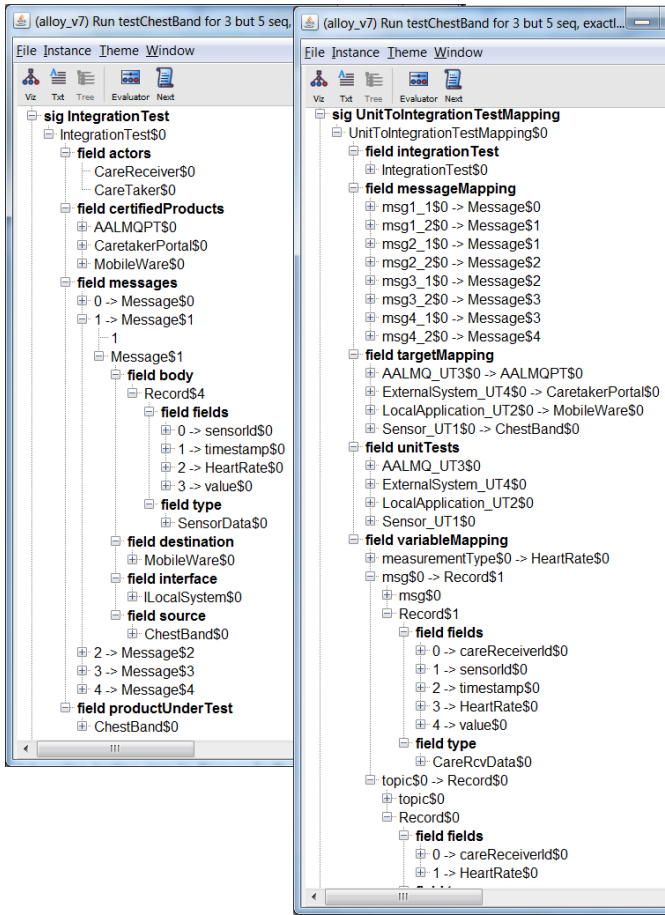 (alloy_v7) Run testChestBand for 3 but 5 seq,
File Instance Theme Window
Viz Txt Tree Evaluator Next
sig IntegrationTest
IntegrationTest$0
field actors
CareReceiver$0
CareTaker$0
field certifiedProducts
AALMQPT$0
CaretakerPortal$0
MobileWare$0
field messages
0 -> Message$0
1 -> Message$1
1
Message$1
field body
Record$4
field fields
0 -> sensorId$0
1 -> timestamp$0
2 -> HeartRate$0
3 -> value$0
field type
SensorData$0
field destination
MobileWare$0
field interface
ILocalSystem$0
field source
ChestBand$0
2 -> Message$2
3 -> Message$3
4 -> Message$4
field productUnderTest
ChestBand$0
(alloy_v7) Run testChestBand for 3 but 5 seq, exactl...
File Instance Theme Window
Viz Txt Tree Evaluator Next
sig UnitToIntegrationTestMapping
UnitToIntegrationTestMapping$0
field integrationTest
IntegrationTest$0
field messageMapping
msg1_1$0 -> Message$0
msg1_2$0 -> Message$1
msg2_1$0 -> Message$1
msg2_2$0 -> Message$2
msg3_1$0 -> Message$2
msg3_2$0 -> Message$3
msg4_1$0 -> Message$3
msg4_2$0 -> Message$4
field targetMapping
AALMQ_UT3$0 -> AALMQPT$0
ExternalSystem_UT4$0 -> CaretakerPortal$0
LocalApplication_UT2$0 -> MobileWare$0
Sensor_UT1$0 -> ChestBand$0
field unitTests
AALMQ_UT3$0
ExternalSystem_UT4$0
LocalApplication_UT2$0
Sensor_UT1$0
field variableMapping
measurementType$0 -> HeartRate$0
msg$0 -> Record$1
msg$0
Record$1
field fields
0 -> careReceiverId$0
1 -> sensorId$0
2 -> timestamp$0
3 -> HeartRate$0
4 -> value$0
field type
CareRcvData$0
topic$0 -> Record$0
topic$0
Record$0
field fields
0 -> careReceiverId$0
1 -> HeartRate$0